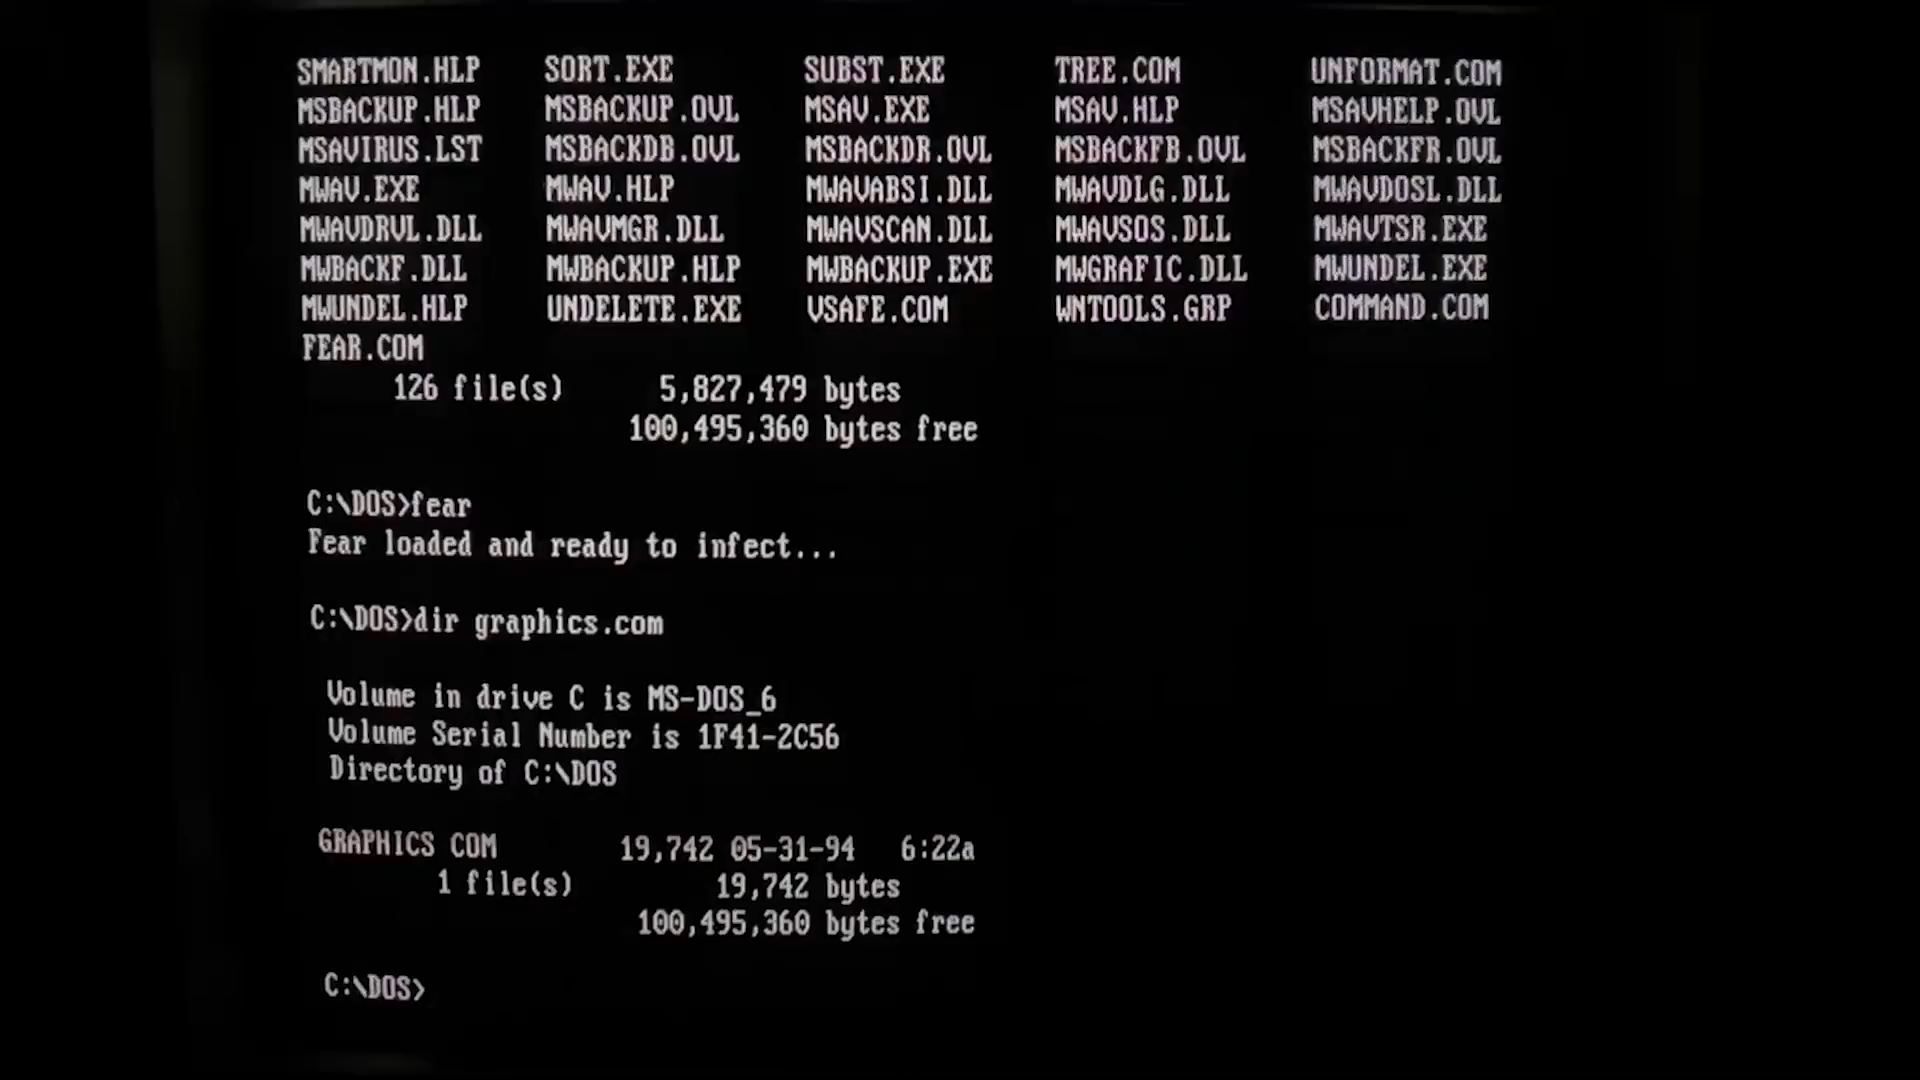 SMARTMON.HLP SORT.EXE SUBST.EXE TREE.COM UNFORMAT.COM
MSBACKUP.HLP MSBACKUP.OVL MSAV.EXE MSAV.HLP MSAVHELP.OVL
MSAVIRUS.LST MSBACKDB.OVL MSBACKDR.OVL MSBACKFB.OVL MSBACKFR.OVL
MWAV.EXE MWAV.HLP MWAVABSI.DLL MWAVDLG.DLL MWAVDOSL.DLL
MWAVDRVL.DLL MWAVMGR.DLL MWAVSCAN.DLL MWAVSOS.DLL MWAVTSR.EXE
MWBACKF.DLL MWBACKUP.HLP MWBACKUP.EXE MWGRAFIC.DLL MWUNDEL.EXE
MWUNDEL.HLP UNDELETE.EXE VSAFE.COM WNTOOLS.GRP COMMAND.COM
FEAR.COM
126 file(s) 5,827,479 bytes
100,495,360 bytes free
C:\DOS>fear
Fear loaded and ready to infect...
C:\DOS>dir graphics.com
Volume in drive C is MS-DOS_6
Volume Serial Number is 1F41-2C56
Directory of C:\DOS
GRAPHICS COM 19,742 05-31-94 6:22a
1 file(s) 19,742 bytes
100,495,360 bytes free
C:\DOS>